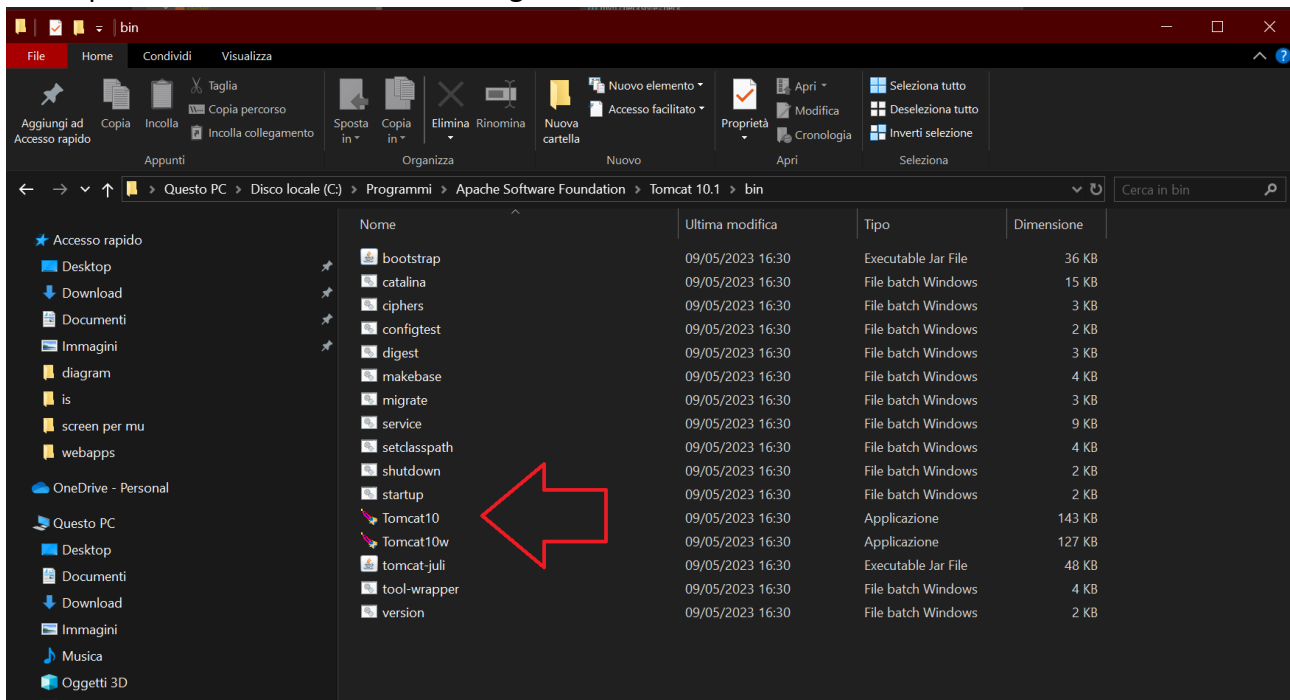 bin
File Home Condividi Visualizza
Aggiungi ad Accesso rapido
Copia
Incolla
Taglia
Copia percorso
Incolla collegamento
Appunti
Sposta in
Copia in
Elimina
Rinomina
Organizza
Nuova cartella
Nuovo elemento
Accesso facilitato
Nuovo
Proprietà
Apri
Modifica
Cronologia
Apri
Seleziona tutto
Deseleziona tutto
Inverti selezione
Seleziona
Questo PC > Disco locale (C:) > Programmi > Apache Software Foundation > Tomcat 10.1 > bin
Cerca in bin
Accesso rapido
Desktop
Download
Documenti
Immagini
diagram
is
screen per mu
webapps
OneDrive - Personal
Questo PC
Desktop
Documenti
Download
Immagini
Musica
Oggetti 3D
Nome Ultima modifica Tipo Dimensione
bootstrap 09/05/2023 16:30 Executable Jar File 36 KB
catalina 09/05/2023 16:30 File batch Windows 15 KB
ciphers 09/05/2023 16:30 File batch Windows 3 KB
configtest 09/05/2023 16:30 File batch Windows 2 KB
digest 09/05/2023 16:30 File batch Windows 3 KB
makebase 09/05/2023 16:30 File batch Windows 4 KB
migrate 09/05/2023 16:30 File batch Windows 3 KB
service 09/05/2023 16:30 File batch Windows 9 KB
setclasspath 09/05/2023 16:30 File batch Windows 4 KB
shutdown 09/05/2023 16:30 File batch Windows 2 KB
startup 09/05/2023 16:30 File batch Windows 2 KB
Tomcat10 09/05/2023 16:30 Applicazione 143 KB
Tomcat10w 09/05/2023 16:30 Applicazione 127 KB
tomcat-juli 09/05/2023 16:30 Executable Jar File 48 KB
tool-wrapper 09/05/2023 16:30 File batch Windows 4 KB
version 09/05/2023 16:30 File batch Windows 2 KB